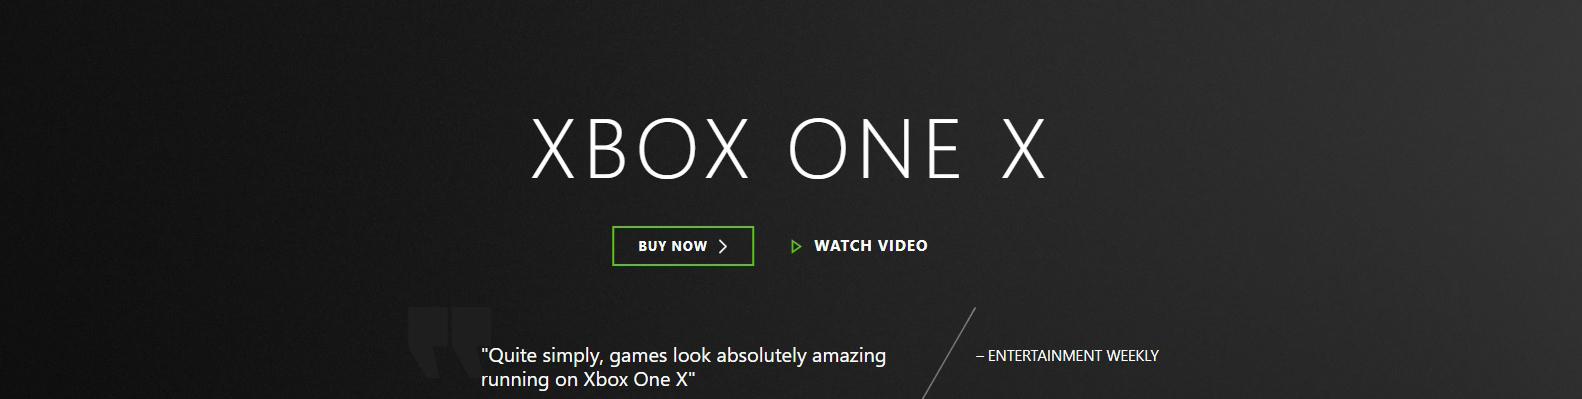 XBOX ONE X
BUY NOW
WATCH VIDEO
"Quite simply, games look absolutely amazing
running on Xbox One X"
– ENTERTAINMENT WEEKLY